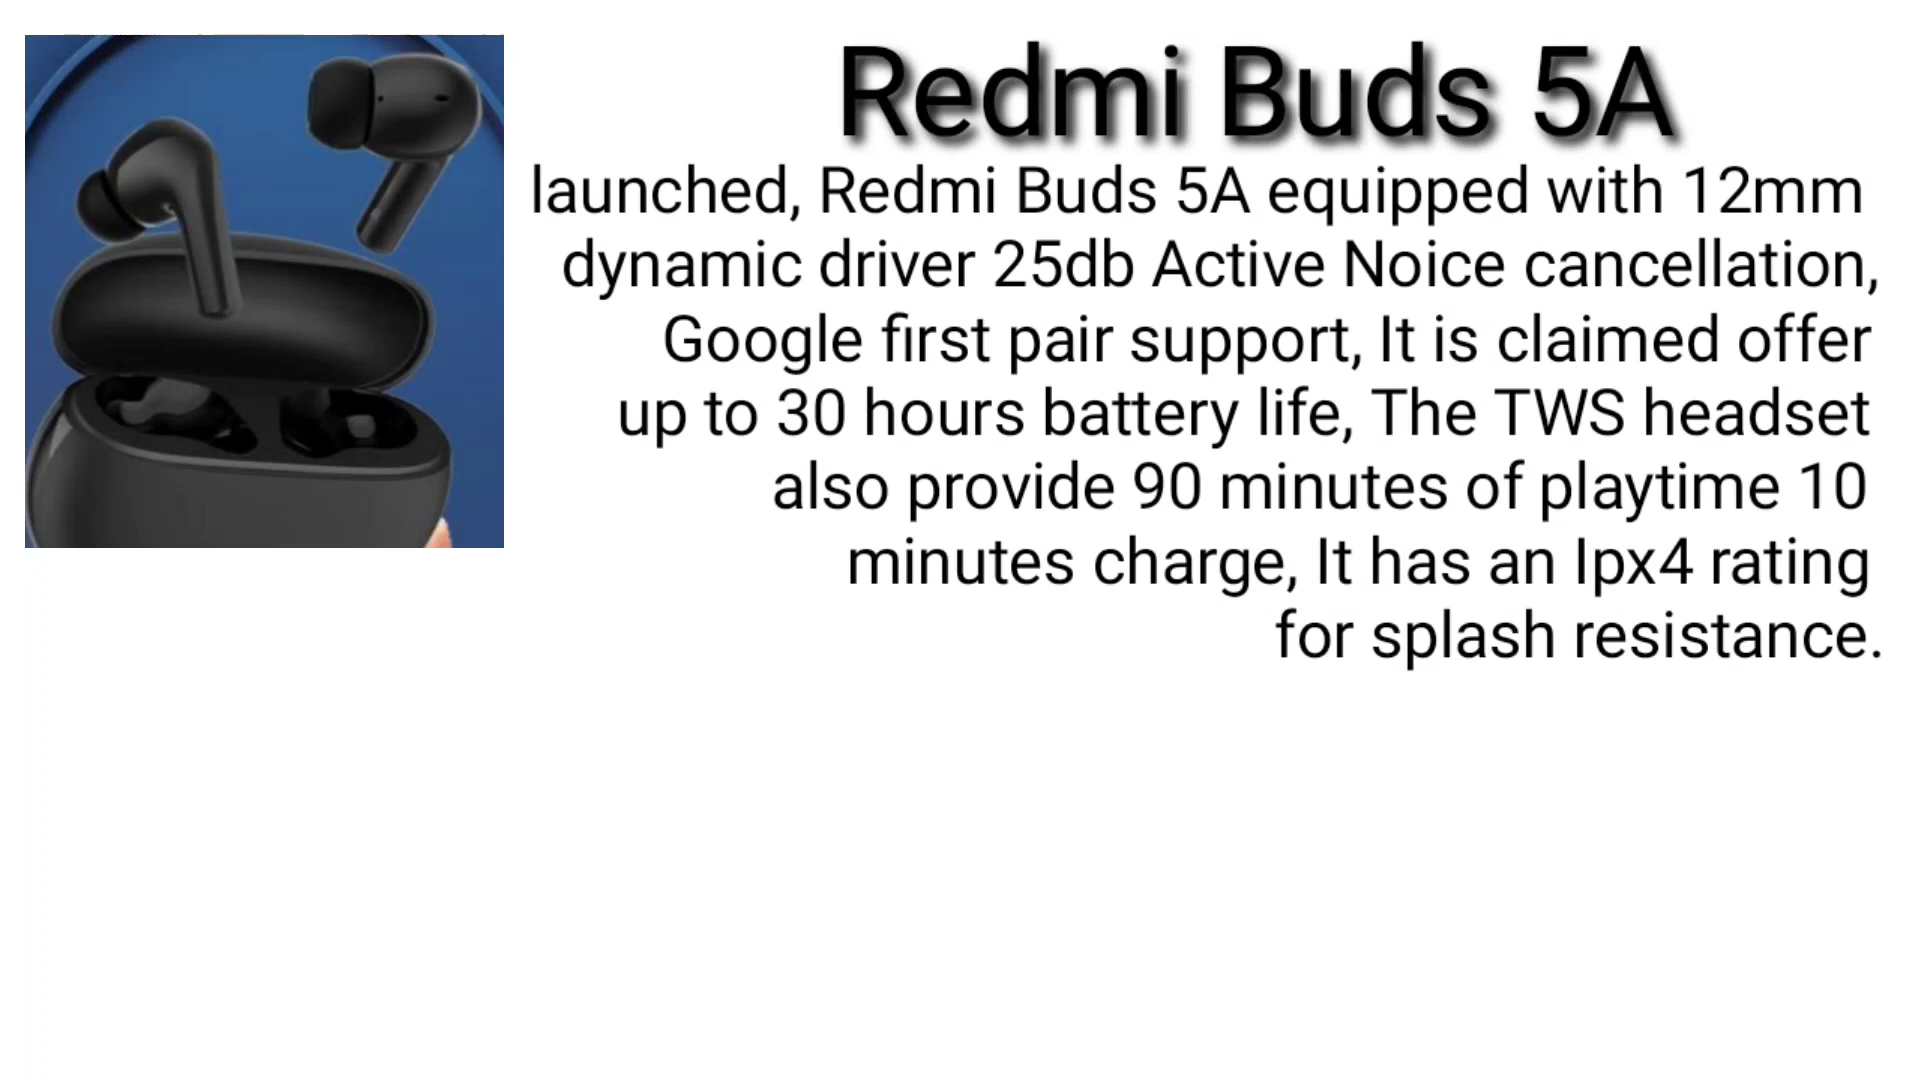 Redmi Buds 5A
launched, Redmi Buds 5A equipped with 12mm
dynamic driver 25db Active Noice cancellation,
Google first pair support, It is claimed offer
up to 30 hours battery life, The TWS headset
also provide 90 minutes of playtime 10
minutes charge, It has an Ipx4 rating
for splash resistance.